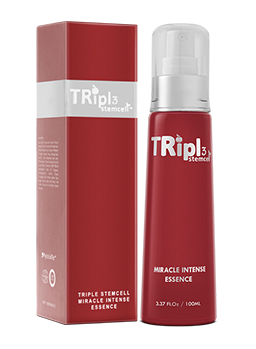 TRipl3
stemcell
TRIPLE STEMCELL
MIRACLE INTENSE
ESSENCE
TRipl3
stemcell
MIRACLE INTENSE
ESSENCE
3.37 FLOz / 100ML